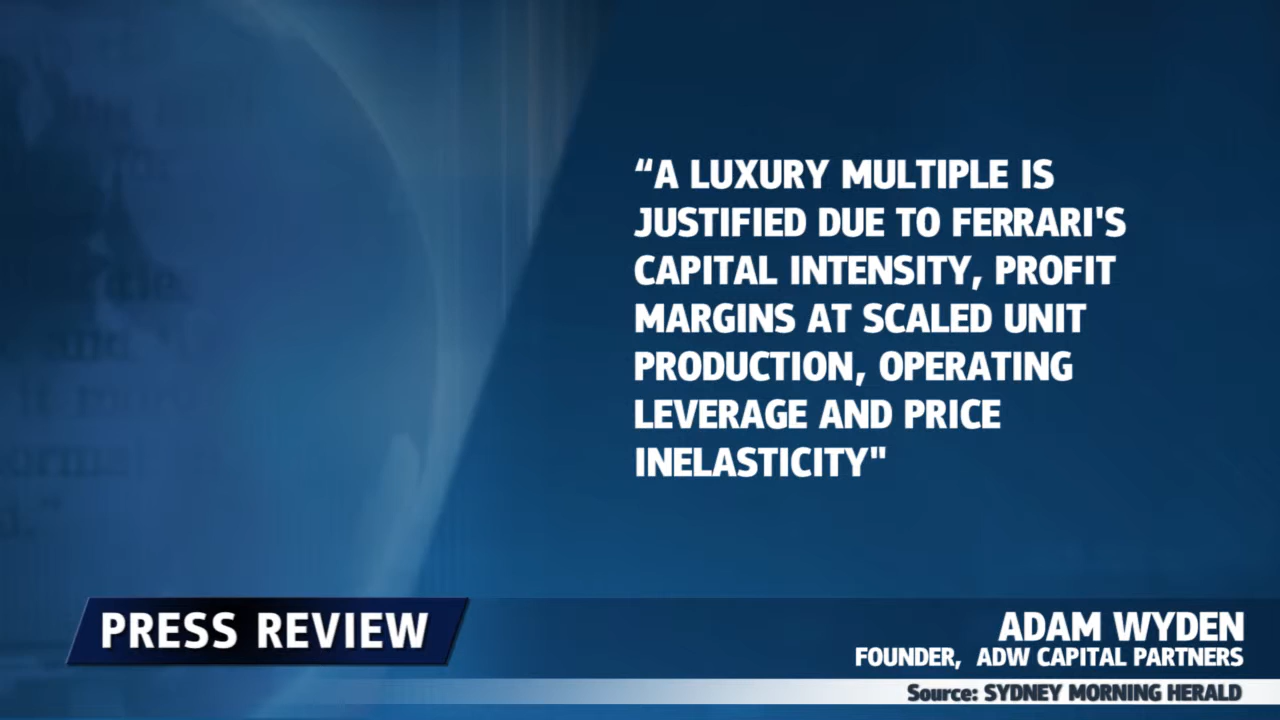 “A LUXURY MULTIPLE IS
JUSTIFIED DUE TO FERRARI'S
CAPITAL INTENSITY, PROFIT
MARGINS AT SCALED UNIT
PRODUCTION, OPERATING
LEVERAGE AND PRICE
INELASTICITY"
PRESS REVIEW
ADAM WYDEN
FOUNDER, ADW CAPITAL PARTNERS
Source: SYDNEY MORNING HERALD